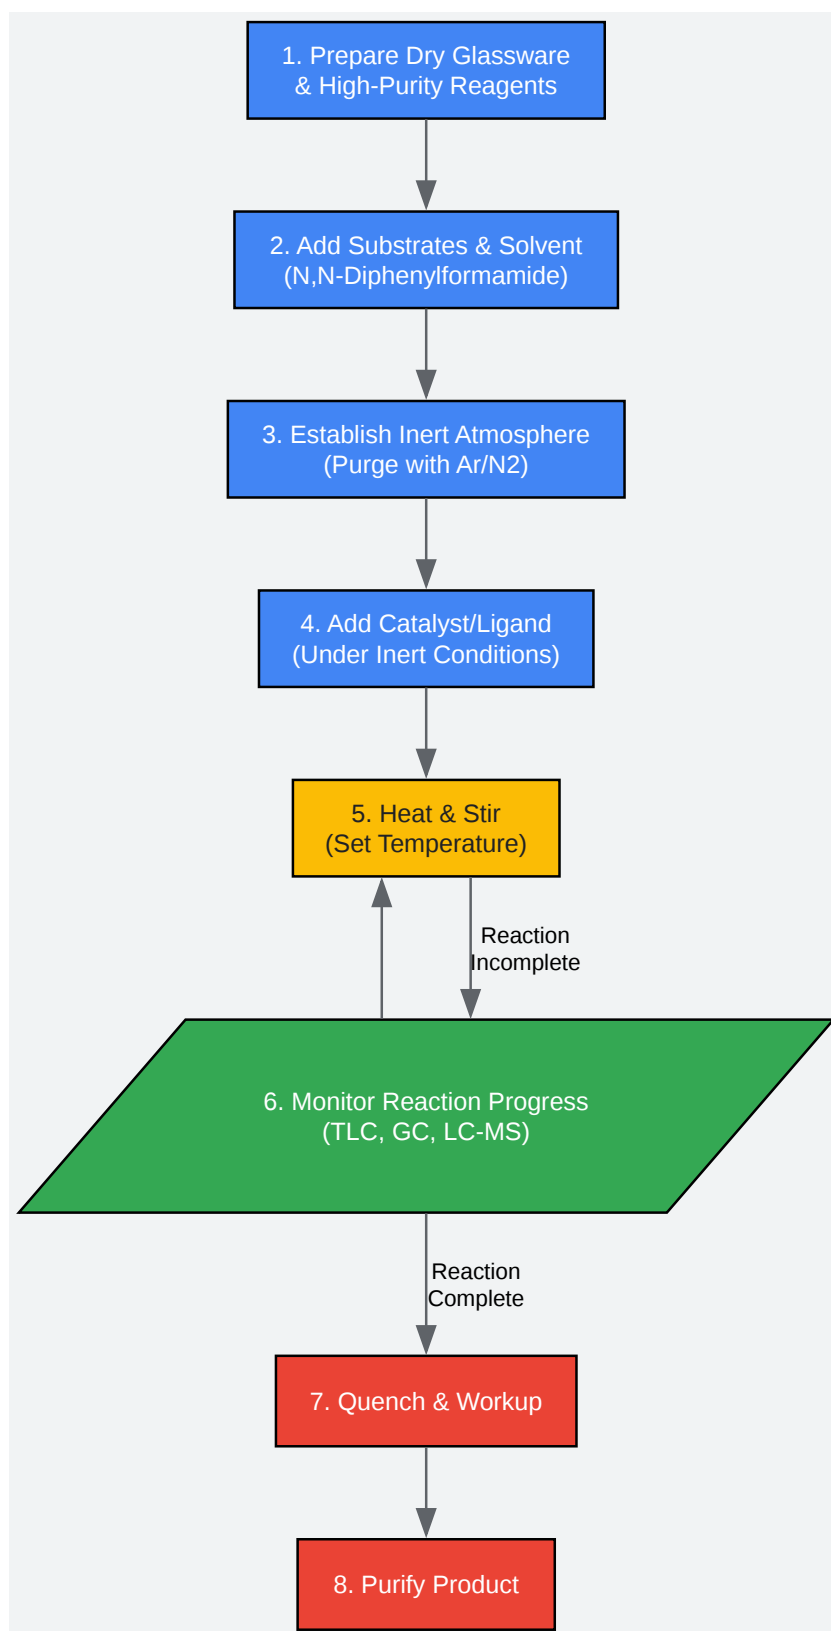 1. Prepare Dry Glassware
& High-Purity Reagents
2. Add Substrates & Solvent
(N,N-Diphenylformamide)
3. Establish Inert Atmosphere
(Purge with Ar/N2)
4. Add Catalyst/Ligand
(Under Inert Conditions)
5. Heat & Stir
(Set Temperature)
Reaction
Incomplete
6. Monitor Reaction Progress
(TLC, GC, LC-MS)
Reaction
Complete
7. Quench & Workup
8. Purify Product